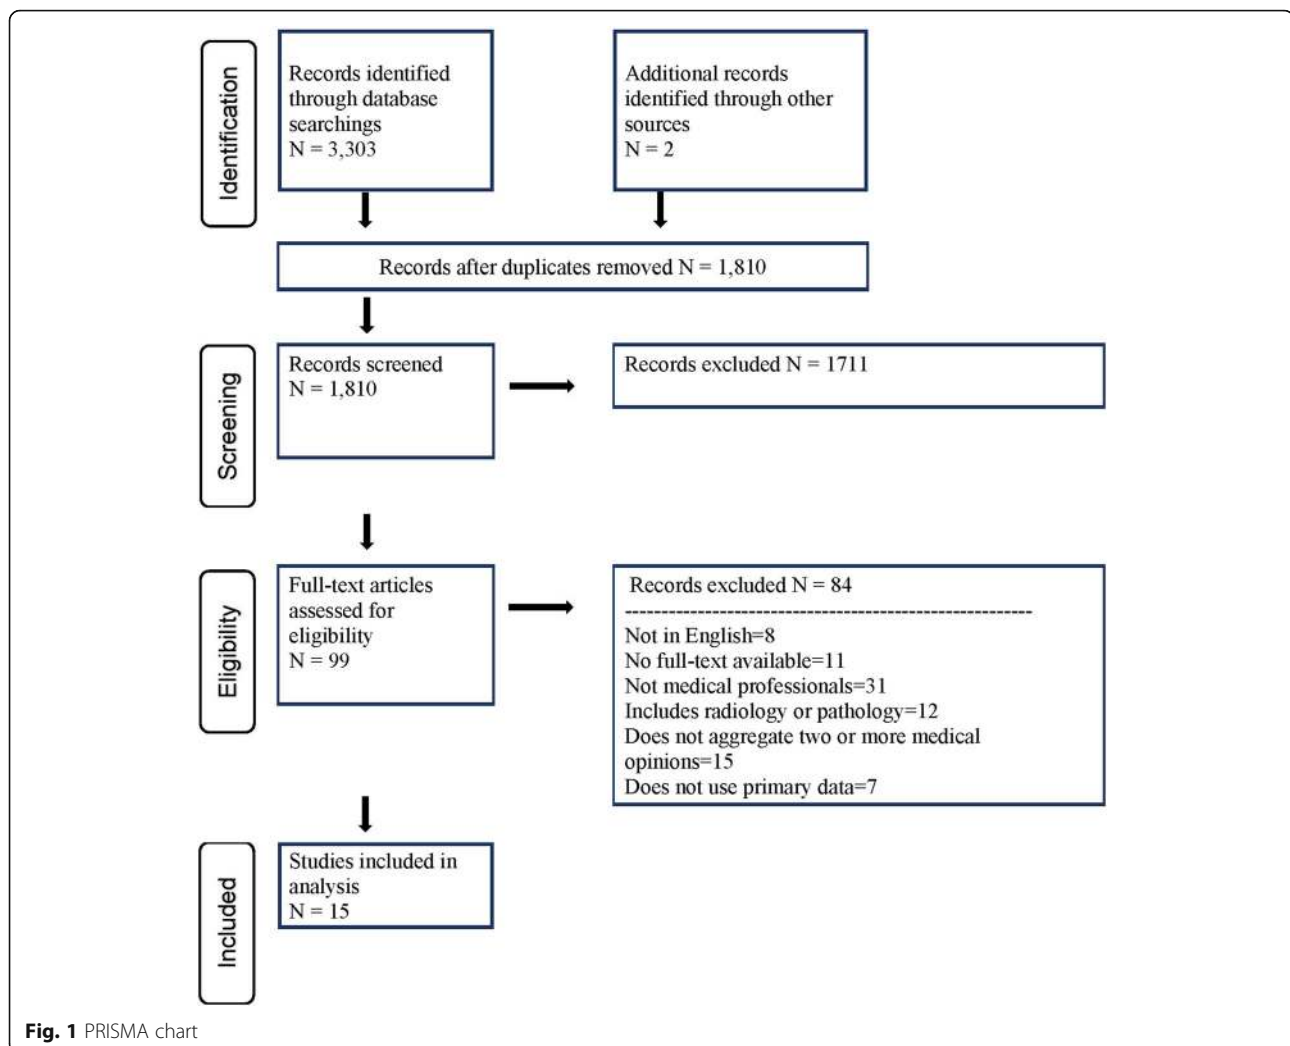 Identification
Records identified
through database
searchings
N = 3,303
Additional records
identified through other
sources
N = 2
Records after duplicates removed N = 1,810
Screening
Records screened
N = 1,810
Records excluded N = 1711
Eligibility
Full-text articles
assessed for
eligibility
N = 99
Records excluded N = 84
--------------------------------------------------------
Not in English=8
No full-text available=11
Not medical professionals=31
Includes radiology or pathology=12
Does not aggregate two or more medical
opinions=15
Does not use primary data=7
Included
Studies included in
analysis
N = 15
Fig. 1 PRISMA chart